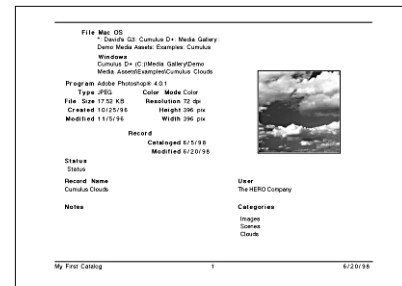 File Mac OS
*: David's G3: Cumulus D+: Media Gallery:
Demo Media Assets: Examples: Cumulus
Windows
Cumulus D+ (C:)\Media Gallery\Demo
Media Assets\Examples\Cumulus Clouds
Program Adobe Photoshop® 4.0.1
Type JPEG Color Mode Color
File Size 17.52 KB Resolution 72 dpi
Created 10/25/96 Height 396 pix
Modified 11/5/96 Width 396 pix
Record
Cataloged 6/5/98
Modified 6/20/98
Status
Status
Record Name User
Cumulus Clouds The HERO Company
Notes Categories
Images
Scenes
Clouds
My First Catalog 1 6/20/98